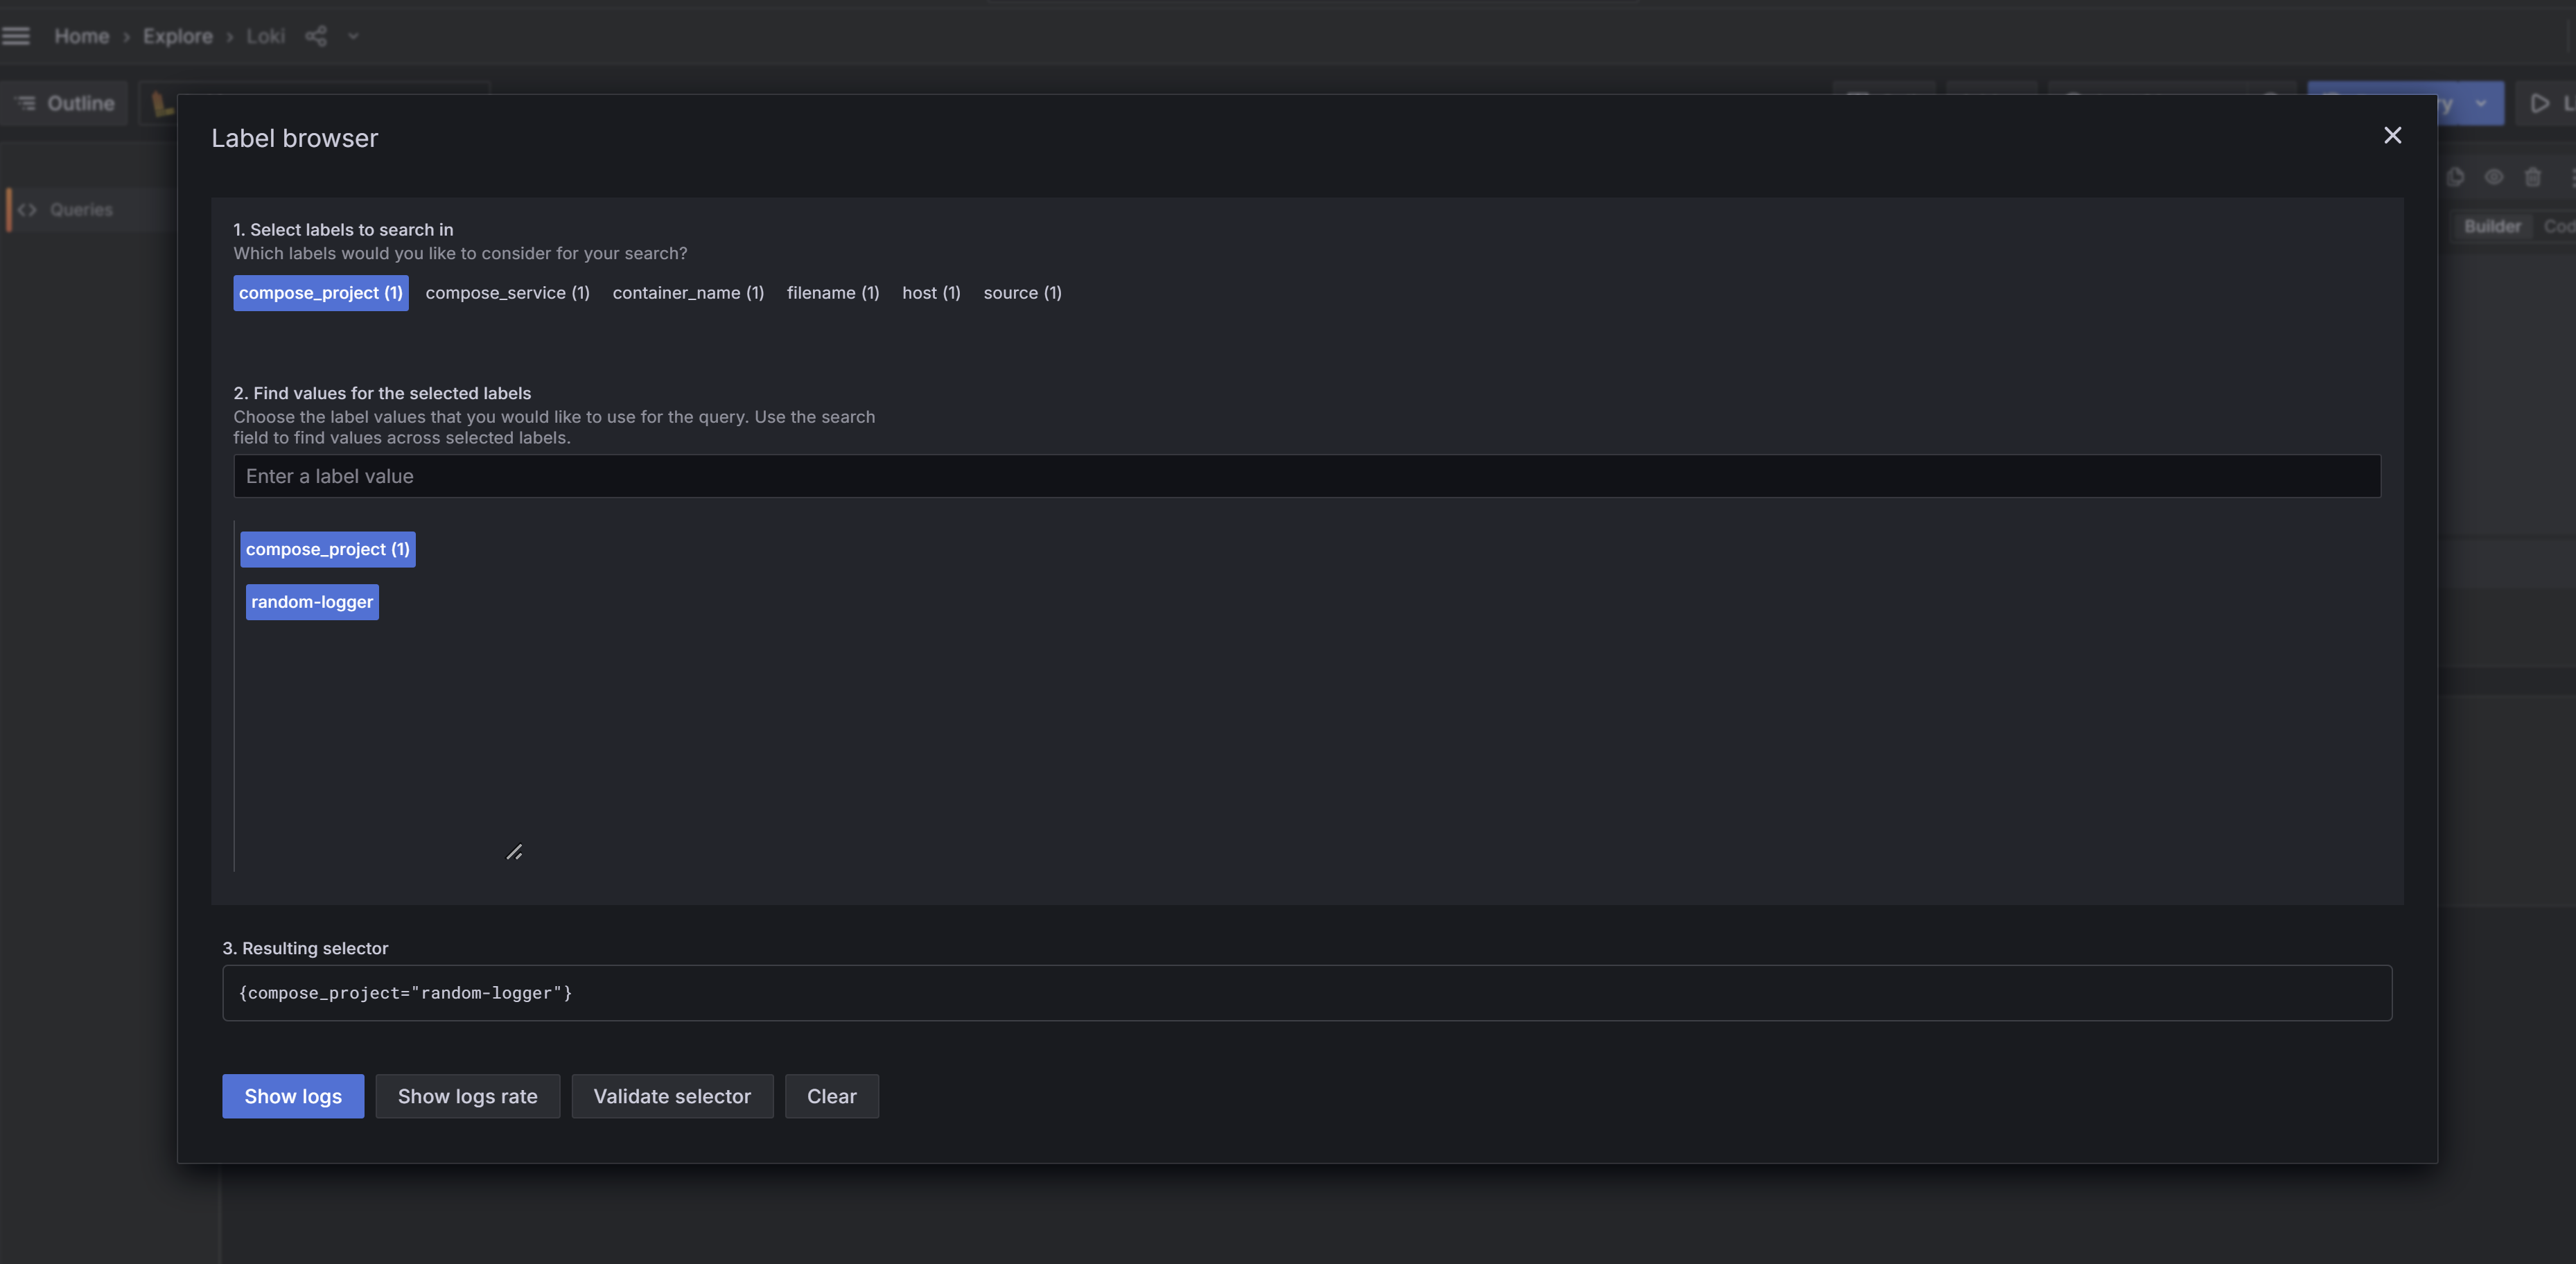 Home › Explore › Loki
Outline
Label browser
Queries
Builder
1. Select labels to search in
Which labels would you like to consider for your search?
compose_project (1) compose_service (1) container_name (1) filename (1) host (1) source (1)
2. Find values for the selected labels
Choose the label values that you would like to use for the query. Use the search
field to find values across selected labels.
Enter a label value
compose_project (1)
random-logger
3. Resulting selector
{compose_project="random-logger"}
Show logs Show logs rate Validate selector Clear